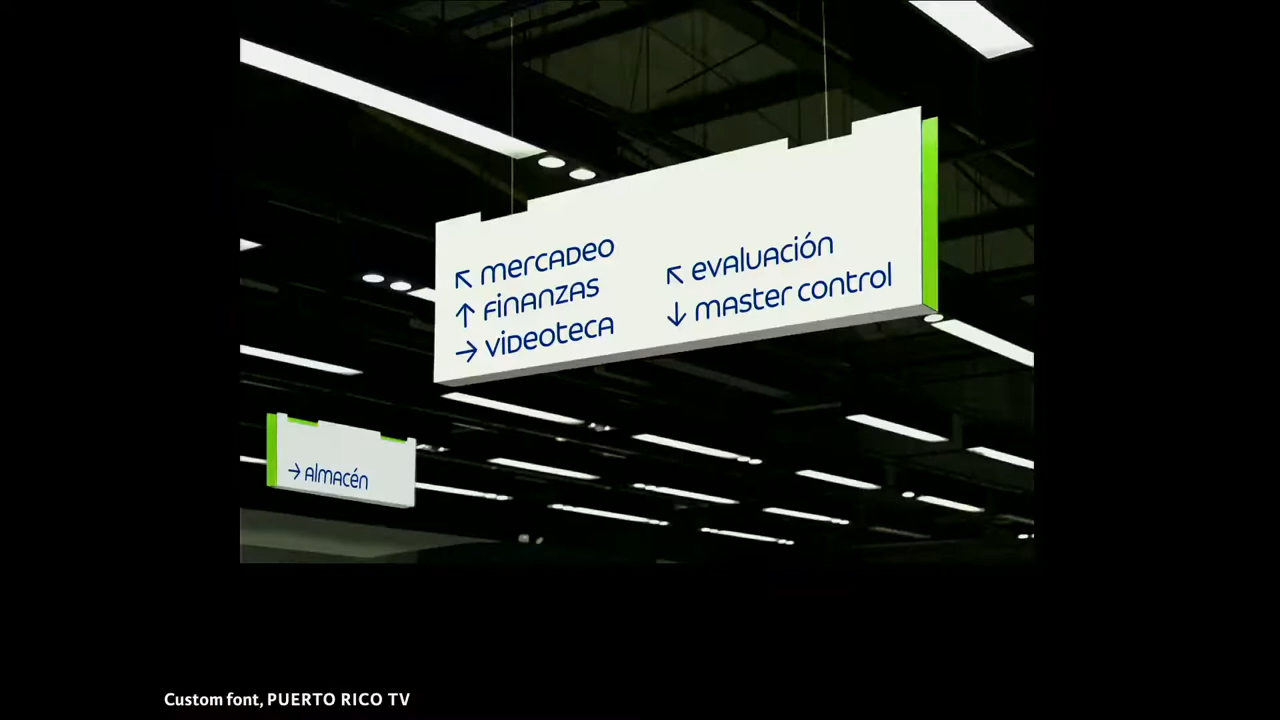 ↖ mercadeo
↑ finanzas
→ videoteca
↖ evaluación
↓ master control
→ almacén
Custom font, PUERTO RICO TV